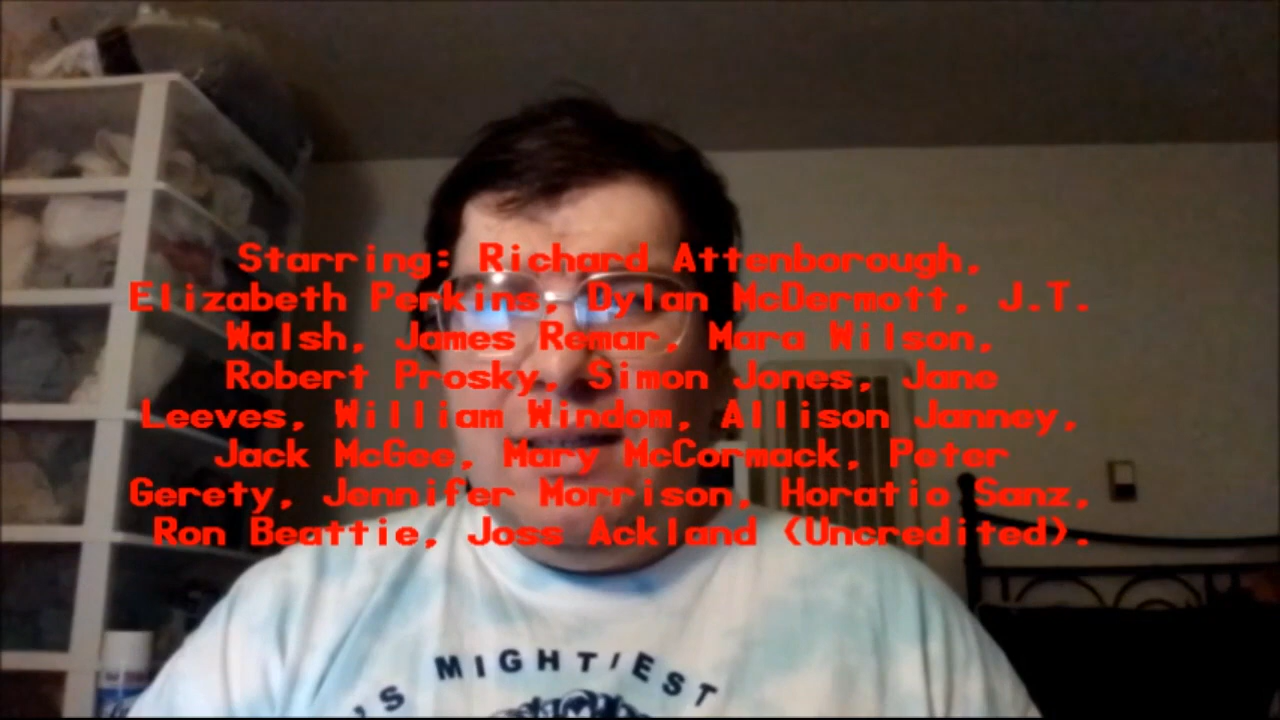 Starring: Richard Attenborough,
Elizabeth Perkins, Dylan McDermott, J.T.
Walsh, James Remar, Mara Wilson,
Robert Prosky, Simon Jones, Jane
Leeves, William Windom, Allison Janney,
Jack McGee, Mary McCormack, Peter
Gerety, Jennifer Morrison, Horatio Sanz,
Ron Beattie, Joss Ackland (Uncredited).
'S MIGHTIEST